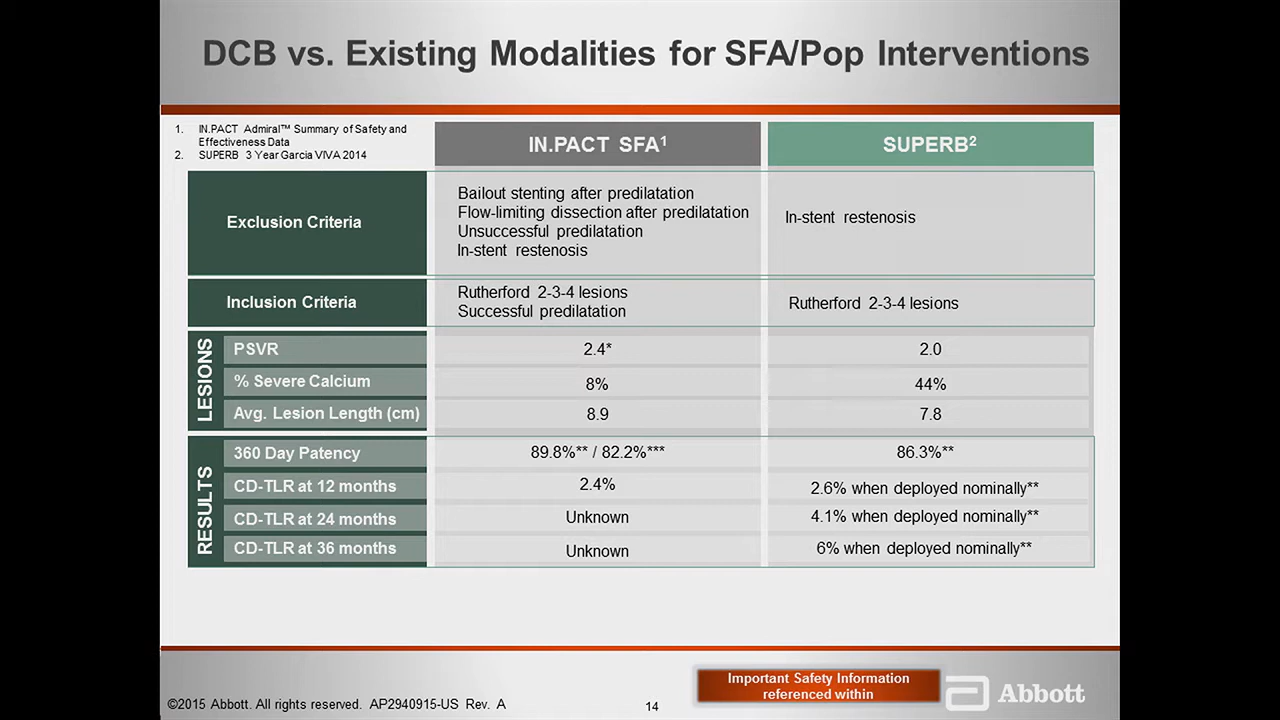 DCB vs. Existing Modalities for SFA/Pop Interventions
1. IN.PACT Admiral™ Summary of Safety and
Effectiveness Data
2. SUPERB 3 Year Garcia VIVA 2014
IN.PACT SFA1
SUPERB2
Exclusion Criteria
Bailout stenting after predilatation
Flow-limiting dissection after predilatation
Unsuccessful predilatation
In-stent restenosis
In-stent restenosis
Inclusion Criteria
Rutherford 2-3-4 lesions
Successful predilatation
Rutherford 2-3-4 lesions
LESIONS
PSVR 2.4* 2.0
% Severe Calcium 8% 44%
Avg. Lesion Length (cm) 8.9 7.8
RESULTS
360 Day Patency 89.8%** / 82.2%*** 86.3%**
CD-TLR at 12 months 2.4% 2.6% when deployed nominally**
CD-TLR at 24 months Unknown 4.1% when deployed nominally**
CD-TLR at 36 months Unknown 6% when deployed nominally**
Important Safety Information
referenced within
Abbott
©2015 Abbott. All rights reserved. AP2940915-US Rev. A
14